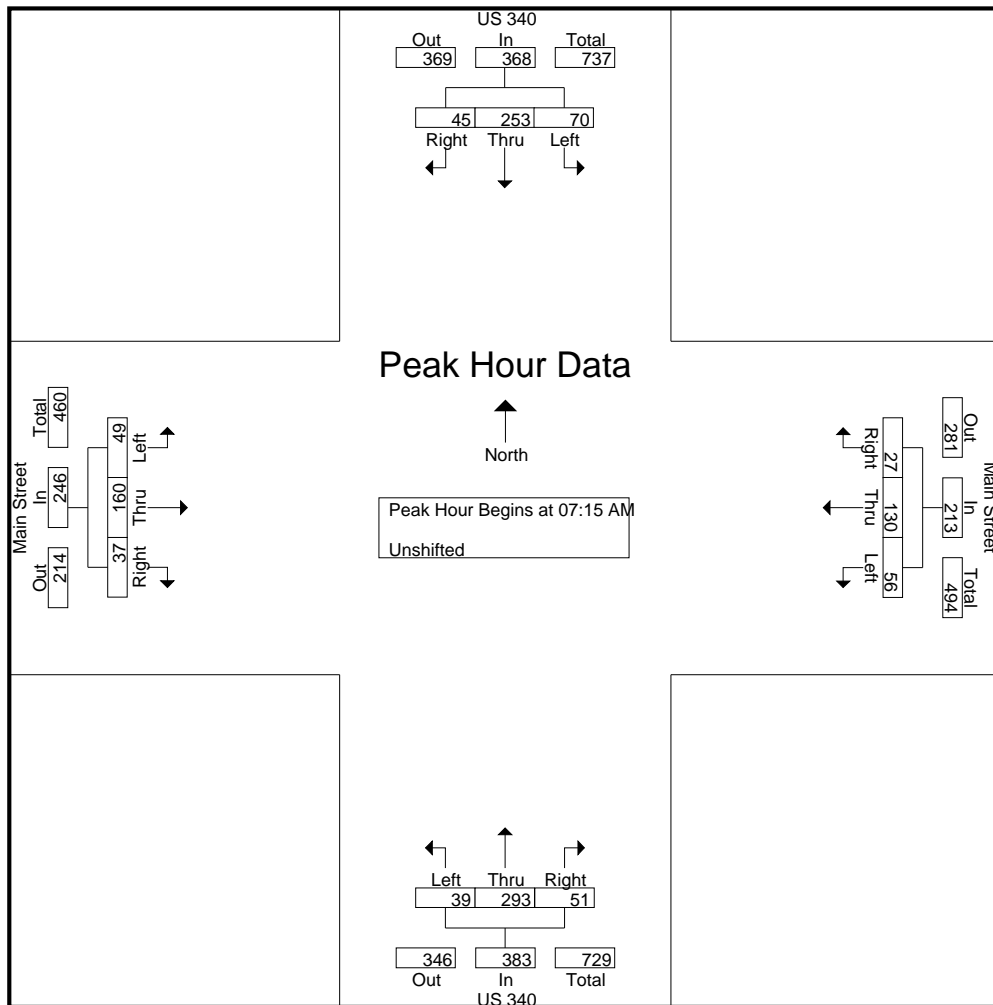 US 340
Out In Total
369 368 737
45 253 70
Right Thru Left
Peak Hour Data
North
Peak Hour Begins at 07:15 AM
Unshifted
Main Street
Out In Total
214 246 460
37 160 49
Right Thru Left
Main Street
Out In Total
281 213 494
27 130 56
Right Thru Left
Left Thru Right
39 293 51
346 383 729
Out In Total
US 340